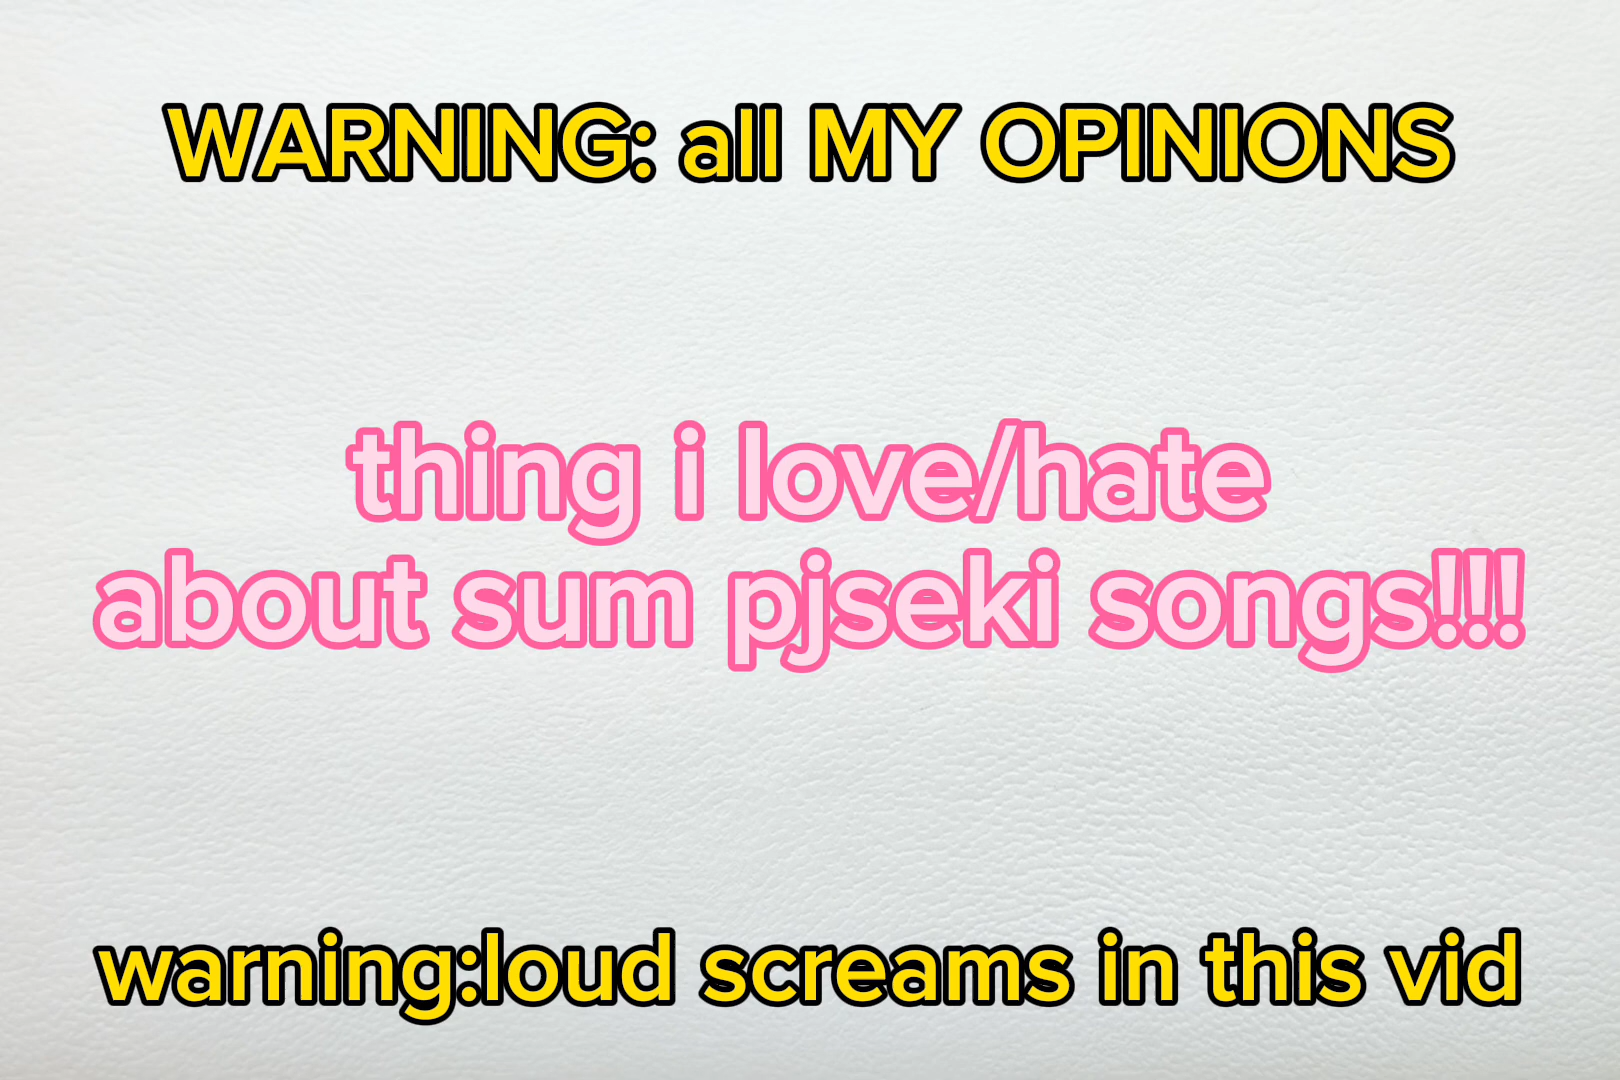 WARNING: all MY OPINIONS
thing i love/hate
about sum pjseki songs!!!
warning:loud screams in this vid